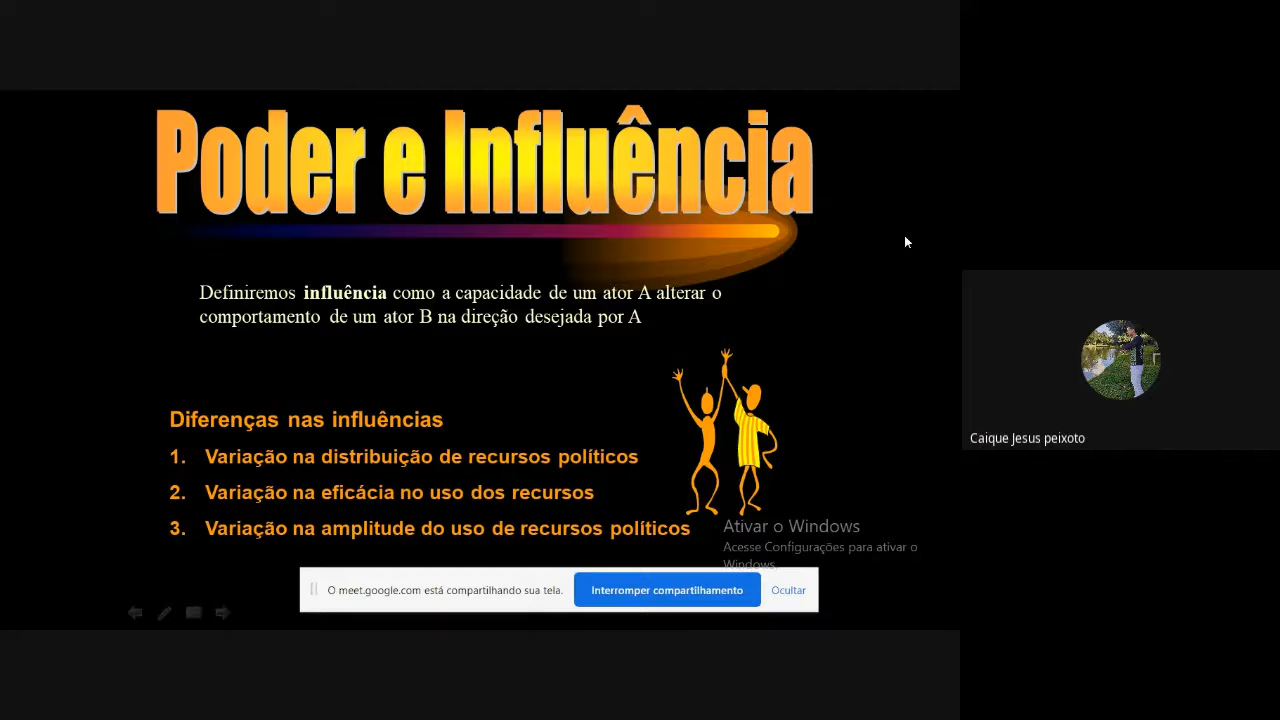 Poder e Influência
Definiremos influência como a capacidade de um ator A alterar o
comportamento de um ator B na direção desejada por A
Diferenças nas influências
1. Variação na distribuição de recursos políticos
2. Variação na eficácia no uso dos recursos
3. Variação na amplitude do uso de recursos políticos
Ativar o Windows
Acesse Configurações para ativar o
Windows.
O meet.google.com está compartilhando sua tela.
Interromper compartilhamento
Ocultar
Caique Jesus peixoto